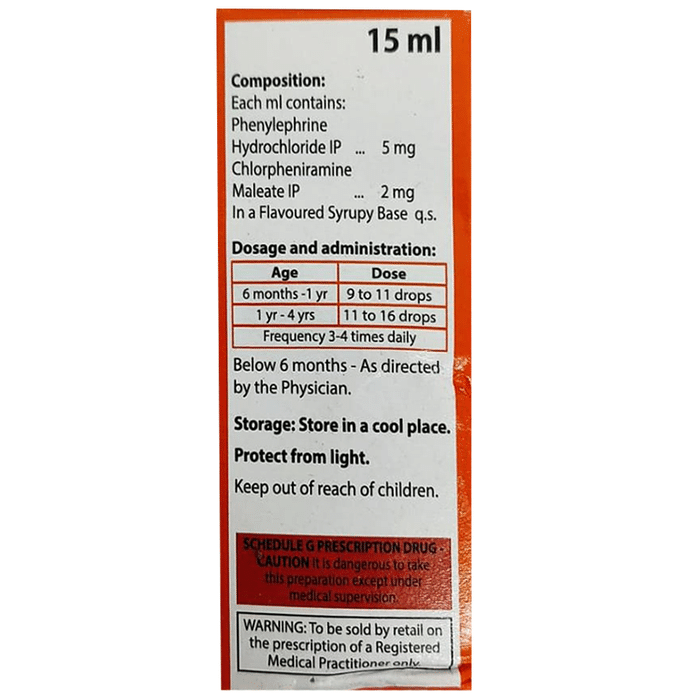 15 ml
Composition:
Each ml contains:
Phenylephrine
Hydrochloride IP ... 5 mg
Chlorpheniramine
Maleate IP ... 2 mg
In a Flavoured Syrupy Base q.s.
Dosage and administration:
Age Dose
6 months -1 yr 9 to 11 drops
1 yr - 4 yrs 11 to 16 drops
Frequency 3-4 times daily
Below 6 months - As directed
by the Physician.
Storage: Store in a cool place.
Protect from light.
Keep out of reach of children.
SCHEDULE G PRESCRIPTION DRUG -
CAUTION It is dangerous to take
this preparation except under
medical supervision.
WARNING: To be sold by retail on
the prescription of a Registered
Medical Practitioner only.